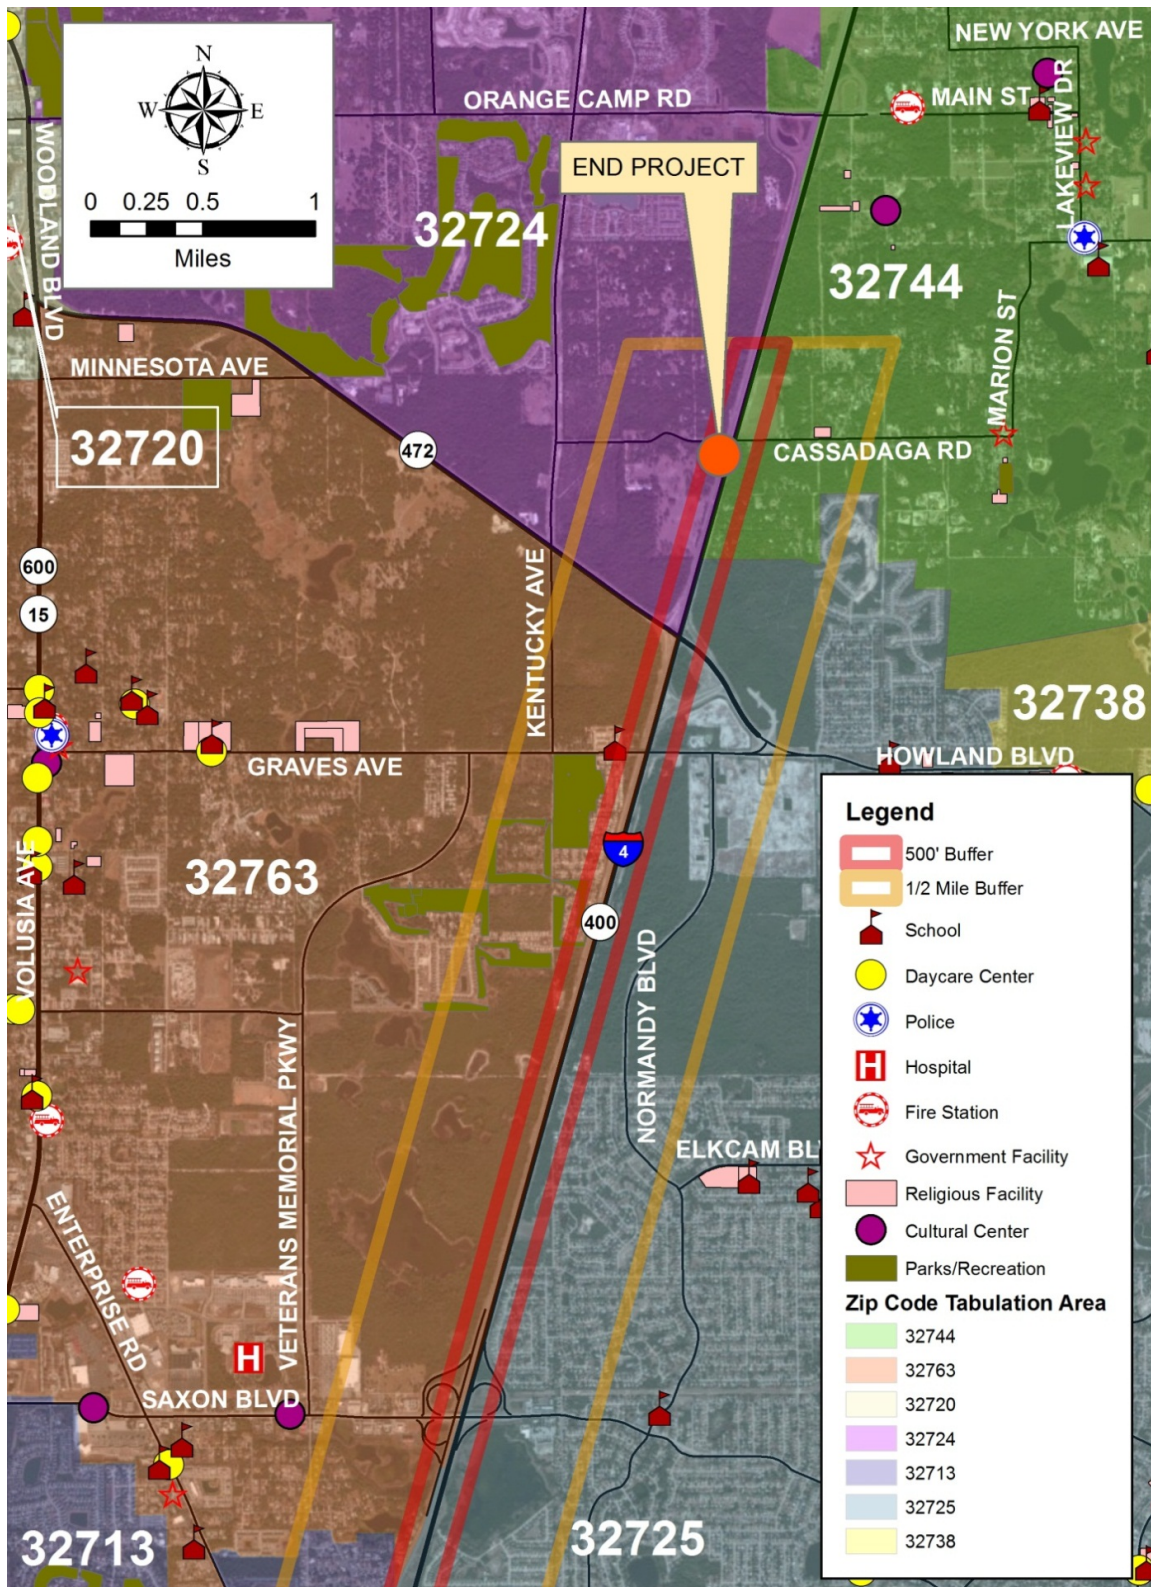 N
W E
S
0 0.25 0.5 1
Miles
NEW YORK AVE
ORANGE CAMP RD
MAIN ST
LAKEVIEW DR
WOODLAND BLVD
END PROJECT
32724
32744
MARION ST
MINNESOTA AVE
32720
472
CASSADAGA RD
600
15
KENTUCKY AVE
32738
GRAVES AVE
HOWLAND BLVD
4
32763
400
VOLUSIA AVE
NORMANDY BLVD
VETERANS MEMORIAL PKWY
ELKCAM BLV
ENTERPRISE RD
H
SAXON BLVD
32713
32725
Legend
500' Buffer
1/2 Mile Buffer
School
Daycare Center
Police
H
Hospital
Fire Station
Government Facility
Religious Facility
Cultural Center
Parks/Recreation
Zip Code Tabulation Area
32744
32763
32720
32724
32713
32725
32738